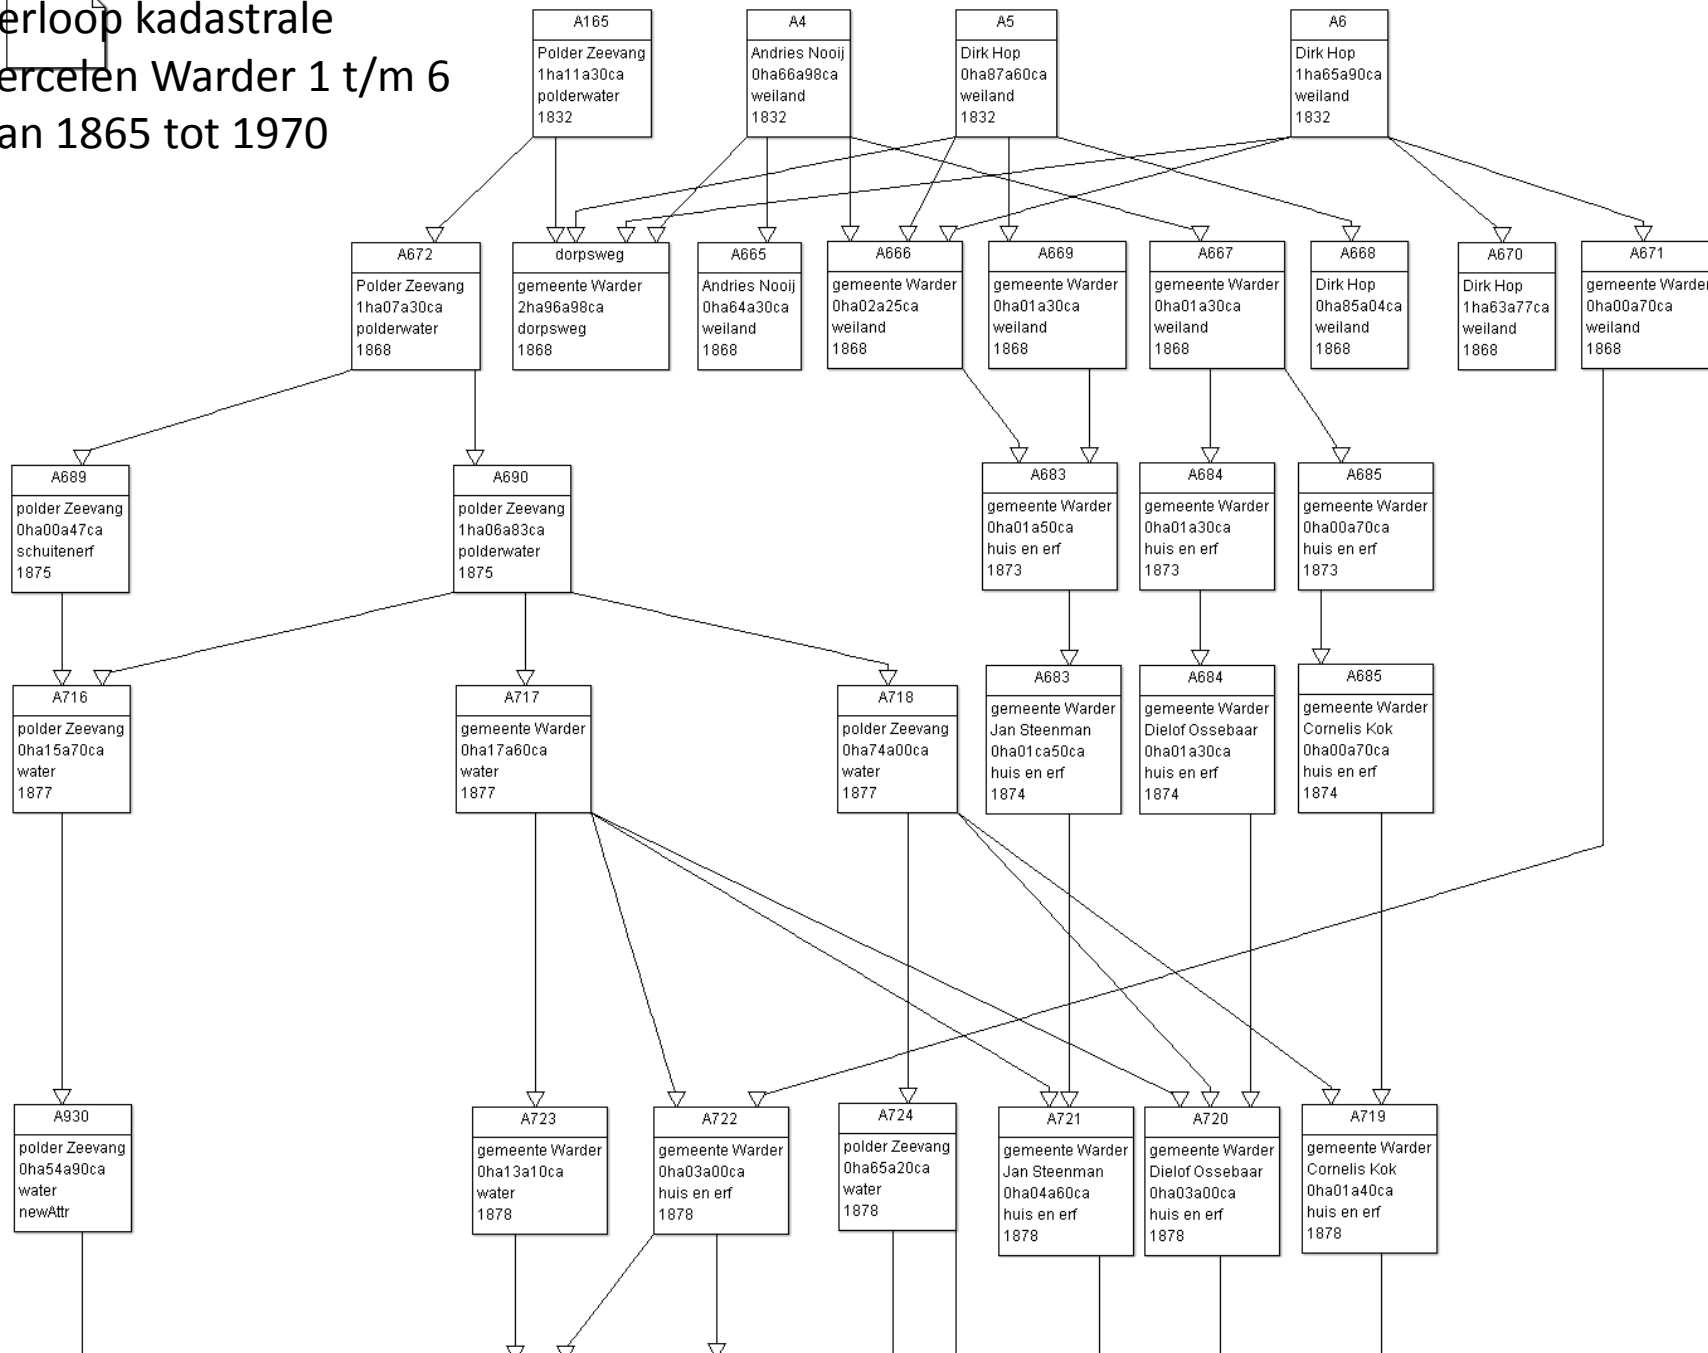 erloop kadastrale
ercelen Warder 1 t/m 6
an 1865 tot 1970
A165
Polder Zeevang
1ha11a30ca
polderwater
1832
A4
Andries Nooij
0ha66a98ca
weiland
1832
A5
Dirk Hop
0ha87a60ca
weiland
1832
A6
Dirk Hop
1ha65a90ca
weiland
1832
A672
Polder Zeevang
1ha07a30ca
polderwater
1868
dorpsweg
gemeente Warder
2ha96a98ca
dorpsweg
1868
A665
Andries Nooij
0ha64a30ca
weiland
1868
A666
gemeente Warder
0ha02a25ca
weiland
1868
A669
gemeente Warder
0ha01a30ca
weiland
1868
A667
gemeente Warder
0ha01a30ca
weiland
1868
A668
Dirk Hop
0ha85a04ca
weiland
1868
A670
Dirk Hop
1ha63a77ca
weiland
1868
A671
gemeente Warder
0ha00a70ca
weiland
1868
A689
polder Zeevang
0ha00a47ca
schuitenerf
1875
A690
polder Zeevang
1ha06a83ca
polderwater
1875
A683
gemeente Warder
0ha01a50ca
huis en erf
1873
A684
gemeente Warder
0ha01a30ca
huis en erf
1873
A685
gemeente Warder
0ha00a70ca
huis en erf
1873
A716
polder Zeevang
0ha15a70ca
water
1877
A717
gemeente Warder
0ha17a60ca
water
1877
A718
polder Zeevang
0ha74a00ca
water
1877
A683
gemeente Warder
Jan Steenman
0ha01ca50ca
huis en erf
1874
A684
gemeente Warder
Dielof Ossebaar
0ha01a30ca
huis en erf
1874
A685
gemeente Warder
Cornelis Kok
0ha00a70ca
huis en erf
1874
A930
polder Zeevang
0ha54a90ca
water
newAttr
A723
gemeente Warder
0ha13a10ca
water
1878
A722
gemeente Warder
0ha03a00ca
huis en erf
1878
A724
polder Zeevang
0ha65a20ca
water
1878
A721
gemeente Warder
Jan Steenman
0ha04a60ca
huis en erf
1878
A720
gemeente Warder
Dielof Ossebaar
0ha03a00ca
huis en erf
1878
A719
gemeente Warder
Cornelis Kok
0ha01a40ca
huis en erf
1878